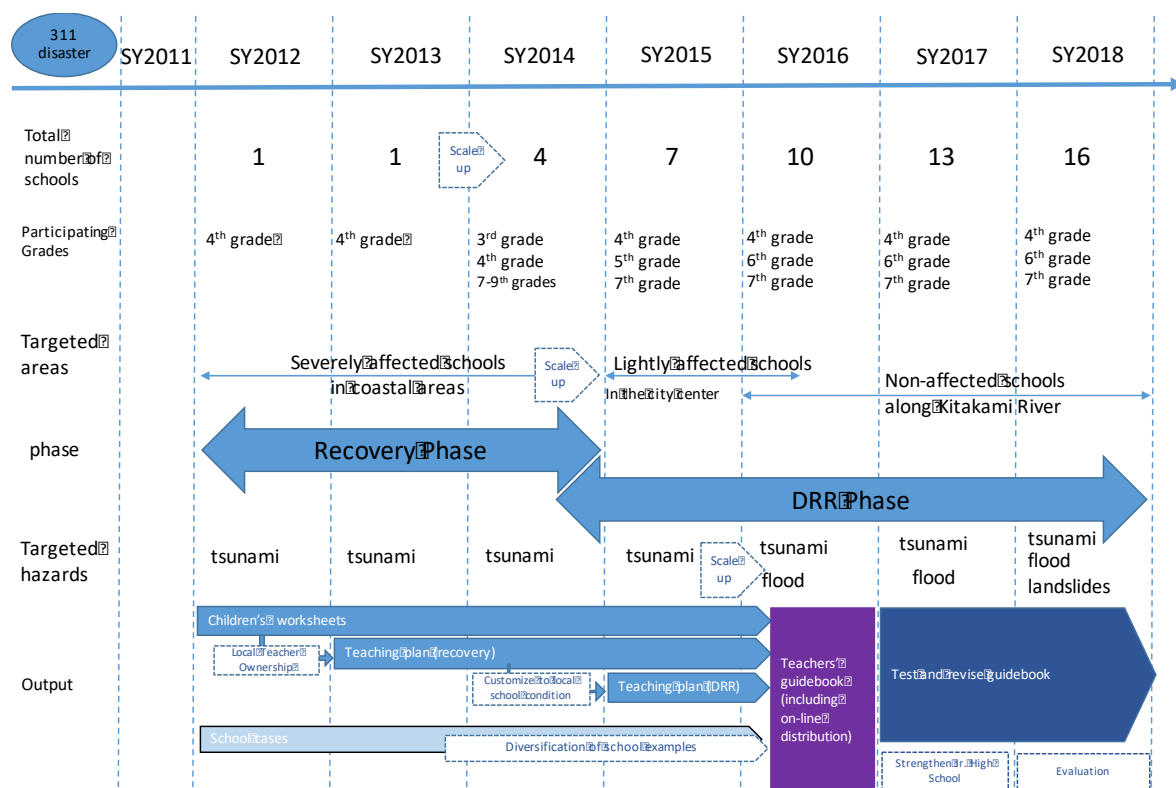 311
disaster
SY2011 SY2012 SY2013 SY2014 SY2015 SY2016 SY2017 SY2018
Total
number of
schools
1 1 4 7 10 13 16
Scale
up
Participating
Grades
4th grade
4th grade
3rd grade
4th grade
7-9th grades
4th grade
5th grade
7th grade
4th grade
6th grade
7th grade
4th grade
6th grade
7th grade
4th grade
6th grade
7th grade
Targeted
areas
Severely affected schools
in coastal areas
Scale
up
Lightly affected schools
In the city center
Non-affected schools
along Kitakami River
phase
Recovery Phase
DRR Phase
Targeted
hazards
tsunami
tsunami
tsunami
tsunami
Scale
up
tsunami
flood
tsunami
flood
tsunami
flood
landslides
Output
Children's worksheets
Local Teacher
Ownership
Teaching plan (recovery)
Customize to local
school condition
Teaching plan (DRR)
School cases
Diversification of school examples
Teachers'
guidebook
(including
on-line
distribution)
Test and revise guidebook
Strengthen Jr. High
School
Evaluation